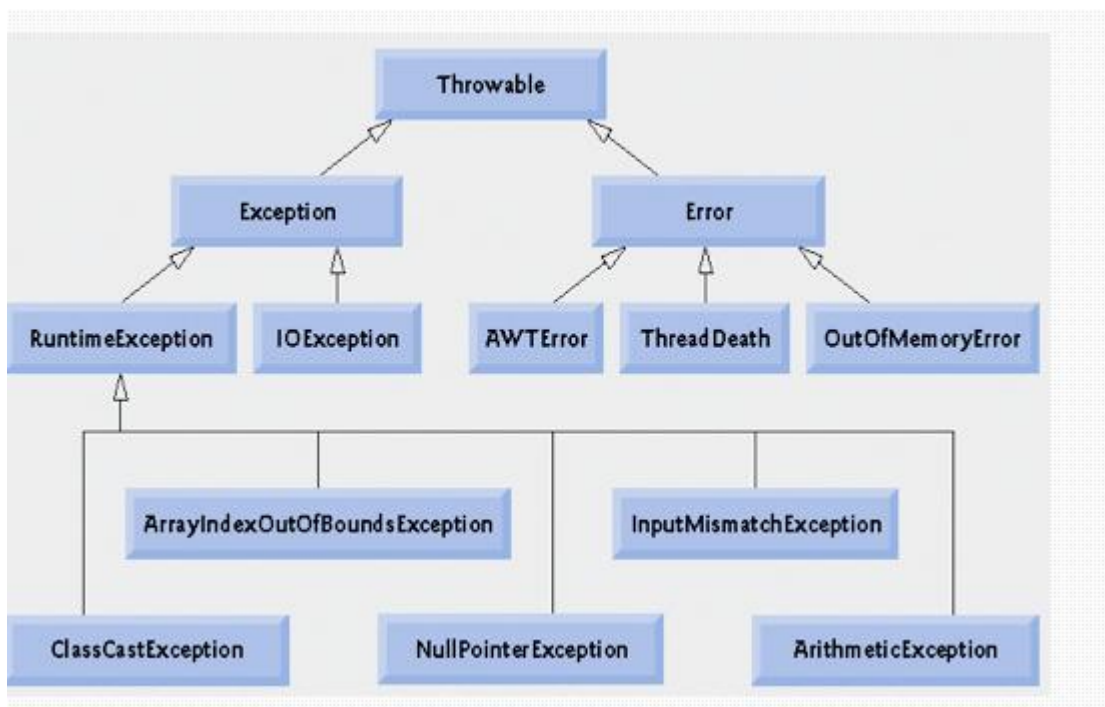 Throwable
Exception
Error
RuntimeException
IOException
AWTError
ThreadDeath
OutOfMemoryError
ArrayIndexOutOfBoundsException
InputMismatchException
ClassCastException
NullPointerException
ArithmeticException